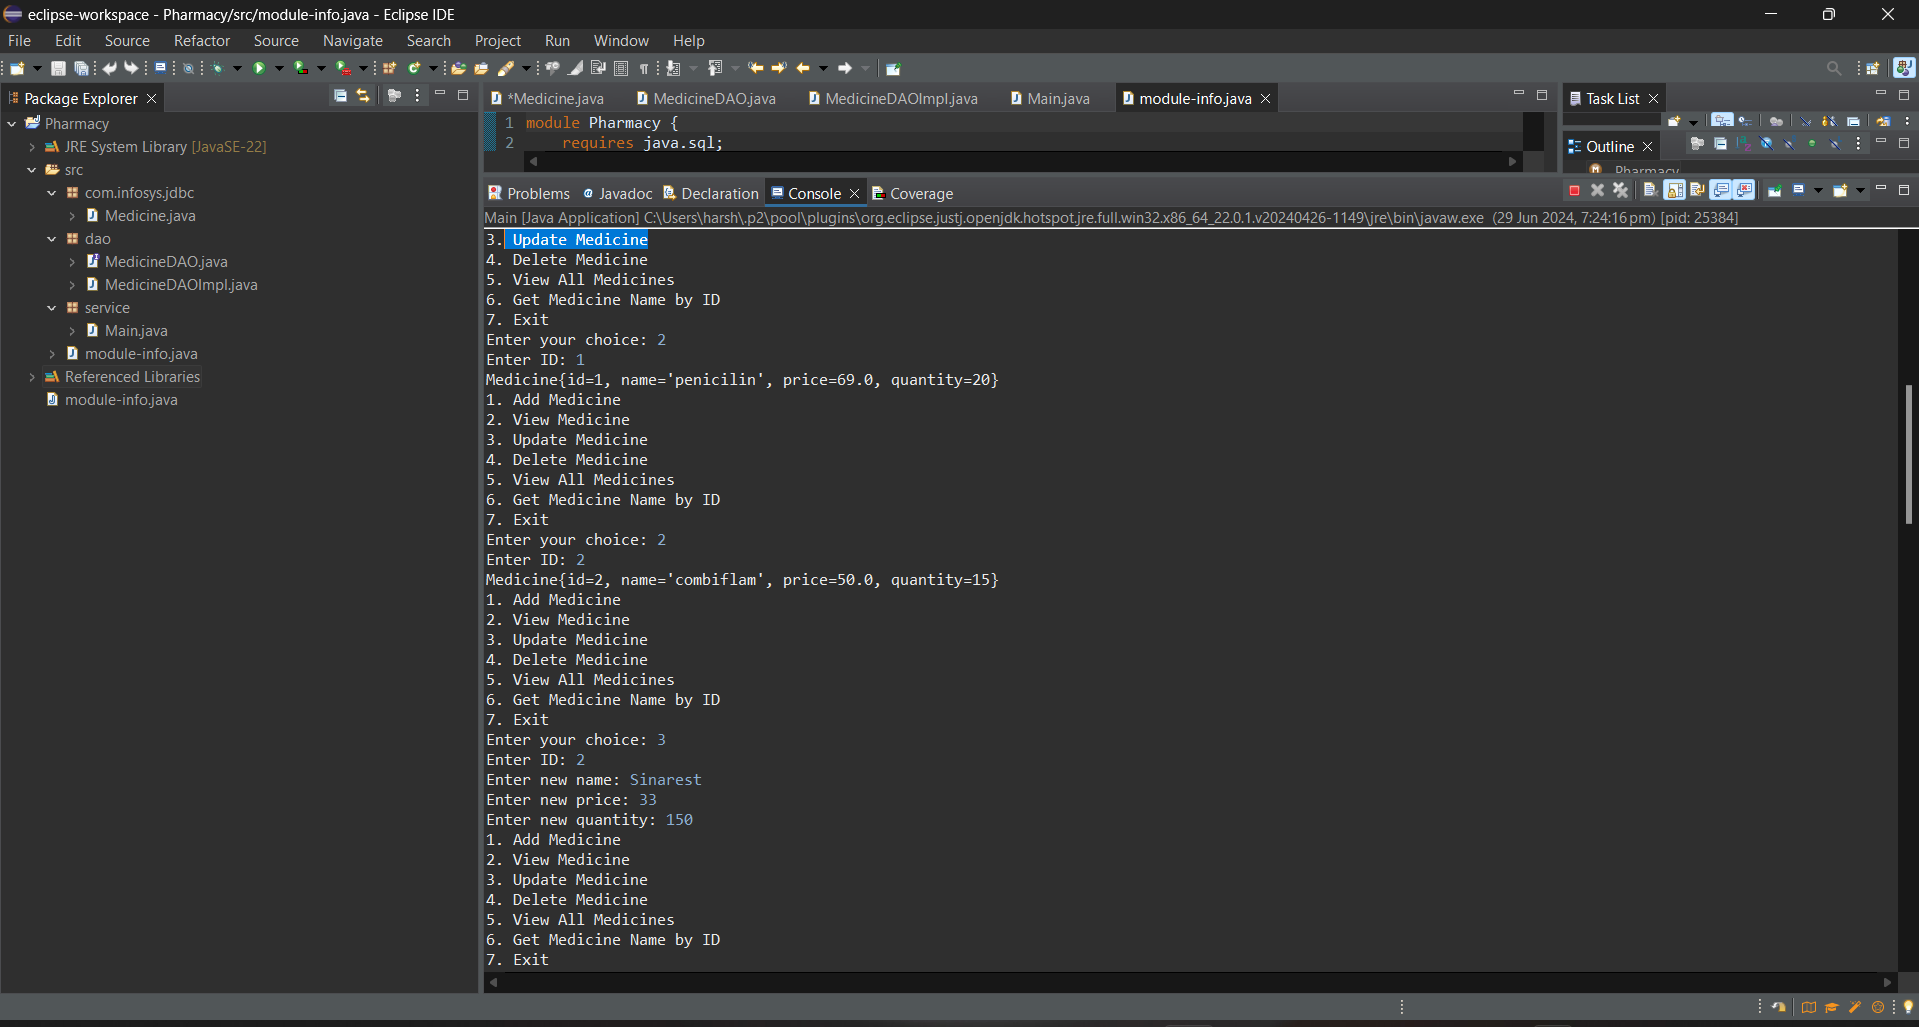 eclipse-workspace - Pharmacy/src/module-info.java - Eclipse IDE
File Edit Source Refactor Source Navigate Search Project Run Window Help
Package Explorer
Pharmacy
JRE System Library [JavaSE-22]
src
com.infosys.jdbc
Medicine.java
dao
MedicineDAO.java
MedicineDAOImpl.java
service
Main.java
module-info.java
Referenced Libraries
module-info.java
*Medicine.java MedicineDAO.java MedicineDAOImpl.java Main.java module-info.java
1 module Pharmacy {
2 requires java.sql;
Task List
Outline
Pharmacy
Problems Javadoc Declaration Console Coverage
Main [Java Application] C:\Users\harsh\.p2\pool\plugins\org.eclipse.justj.openjdk.hotspot.jre.full.win32.x86_64_22.0.1.v20240426-1149\jre\bin\javaw.exe (29 Jun 2024, 7:24:16 pm) [pid: 25384]
3. Update Medicine
4. Delete Medicine
5. View All Medicines
6. Get Medicine Name by ID
7. Exit
Enter your choice: 2
Enter ID: 1
Medicine{id=1, name='penicilin', price=69.0, quantity=20}
1. Add Medicine
2. View Medicine
3. Update Medicine
4. Delete Medicine
5. View All Medicines
6. Get Medicine Name by ID
7. Exit
Enter your choice: 2
Enter ID: 2
Medicine{id=2, name='combiflam', price=50.0, quantity=15}
1. Add Medicine
2. View Medicine
3. Update Medicine
4. Delete Medicine
5. View All Medicines
6. Get Medicine Name by ID
7. Exit
Enter your choice: 3
Enter ID: 2
Enter new name: Sinarest
Enter new price: 33
Enter new quantity: 150
1. Add Medicine
2. View Medicine
3. Update Medicine
4. Delete Medicine
5. View All Medicines
6. Get Medicine Name by ID
7. Exit